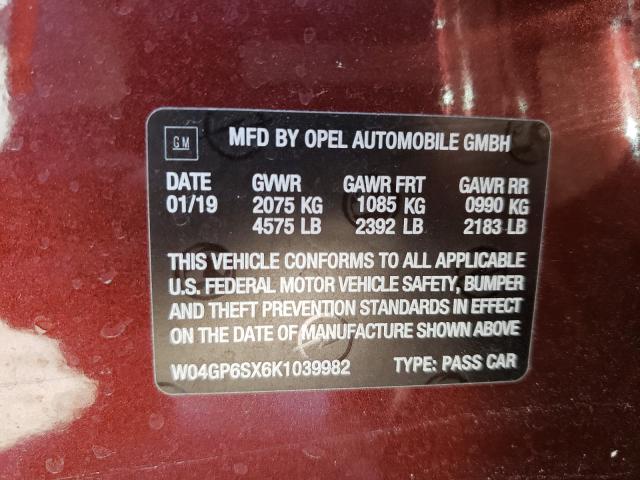 GM MFD BY OPEL AUTOMOBILE GMBH
DATE GVWR GAWR FRT GAWR RR
01/19 2075 KG 1085 KG 0990 KG
4575 LB 2392 LB 2183 LB
THIS VEHICLE CONFORMS TO ALL APPLICABLE
U.S. FEDERAL MOTOR VEHICLE SAFETY, BUMPER
AND THEFT PREVENTION STANDARDS IN EFFECT
ON THE DATE OF MANUFACTURE SHOWN ABOVE
W04GP6SX6K1039982 TYPE: PASS CAR